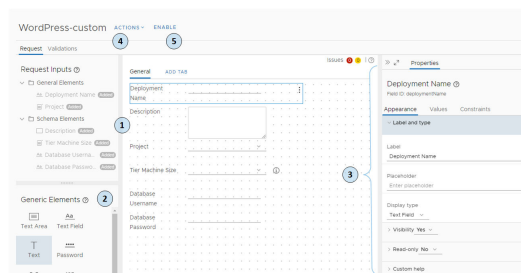 WordPress-custom ACTIONS ENABLE
4 5
Request Validations
Issues 0 0
Request Inputs
General Elements
Deployment Name Added
Project Added
Schema Elements
Description Added
Tier Machine Size Added
Database Userna... Added
Database Passwo... Added
1
Generic Elements 2
Text Area Text Field
Text Password
General ADD TAB
Deployment
Name
Description
Project
Tier Machine Size
Database
Username
Database
Password
3
Properties
Deployment Name
Field ID: deploymentName
Appearance Values Constraints
Label and type
Label
Deployment Name
Placeholder
Enter placeholder
Display type
Text Field
Visibility Yes
Read-only No
Custom help